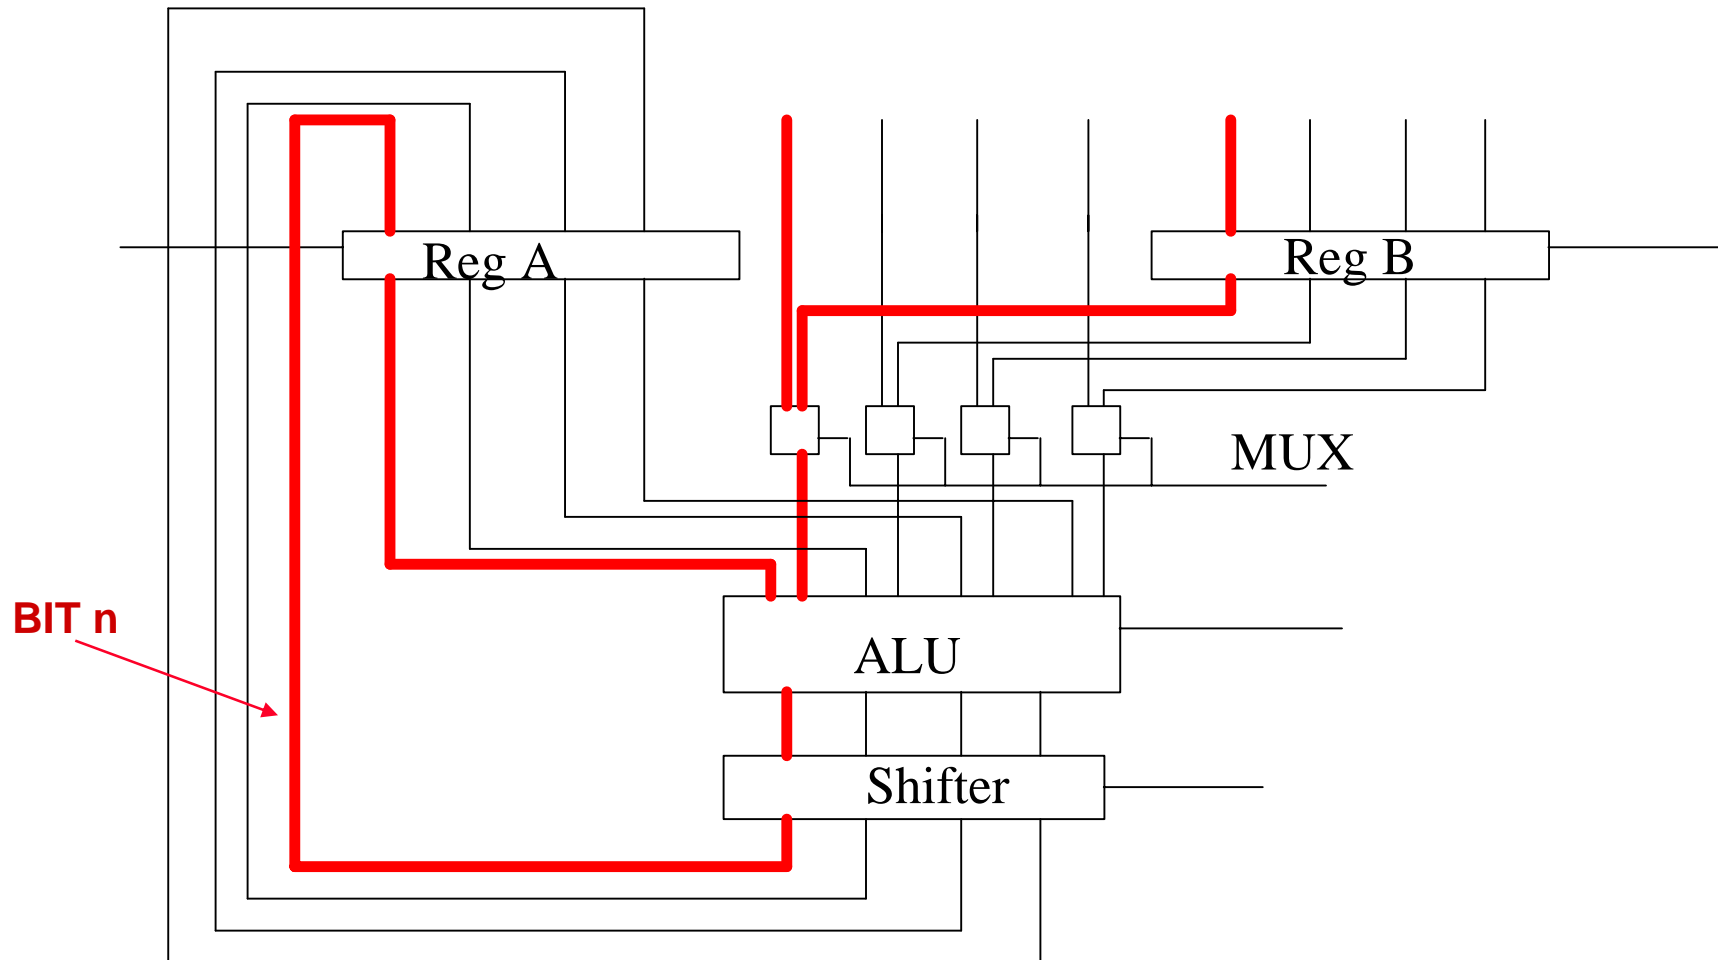 Reg A
Reg B
MUX
BIT n
ALU
Shifter